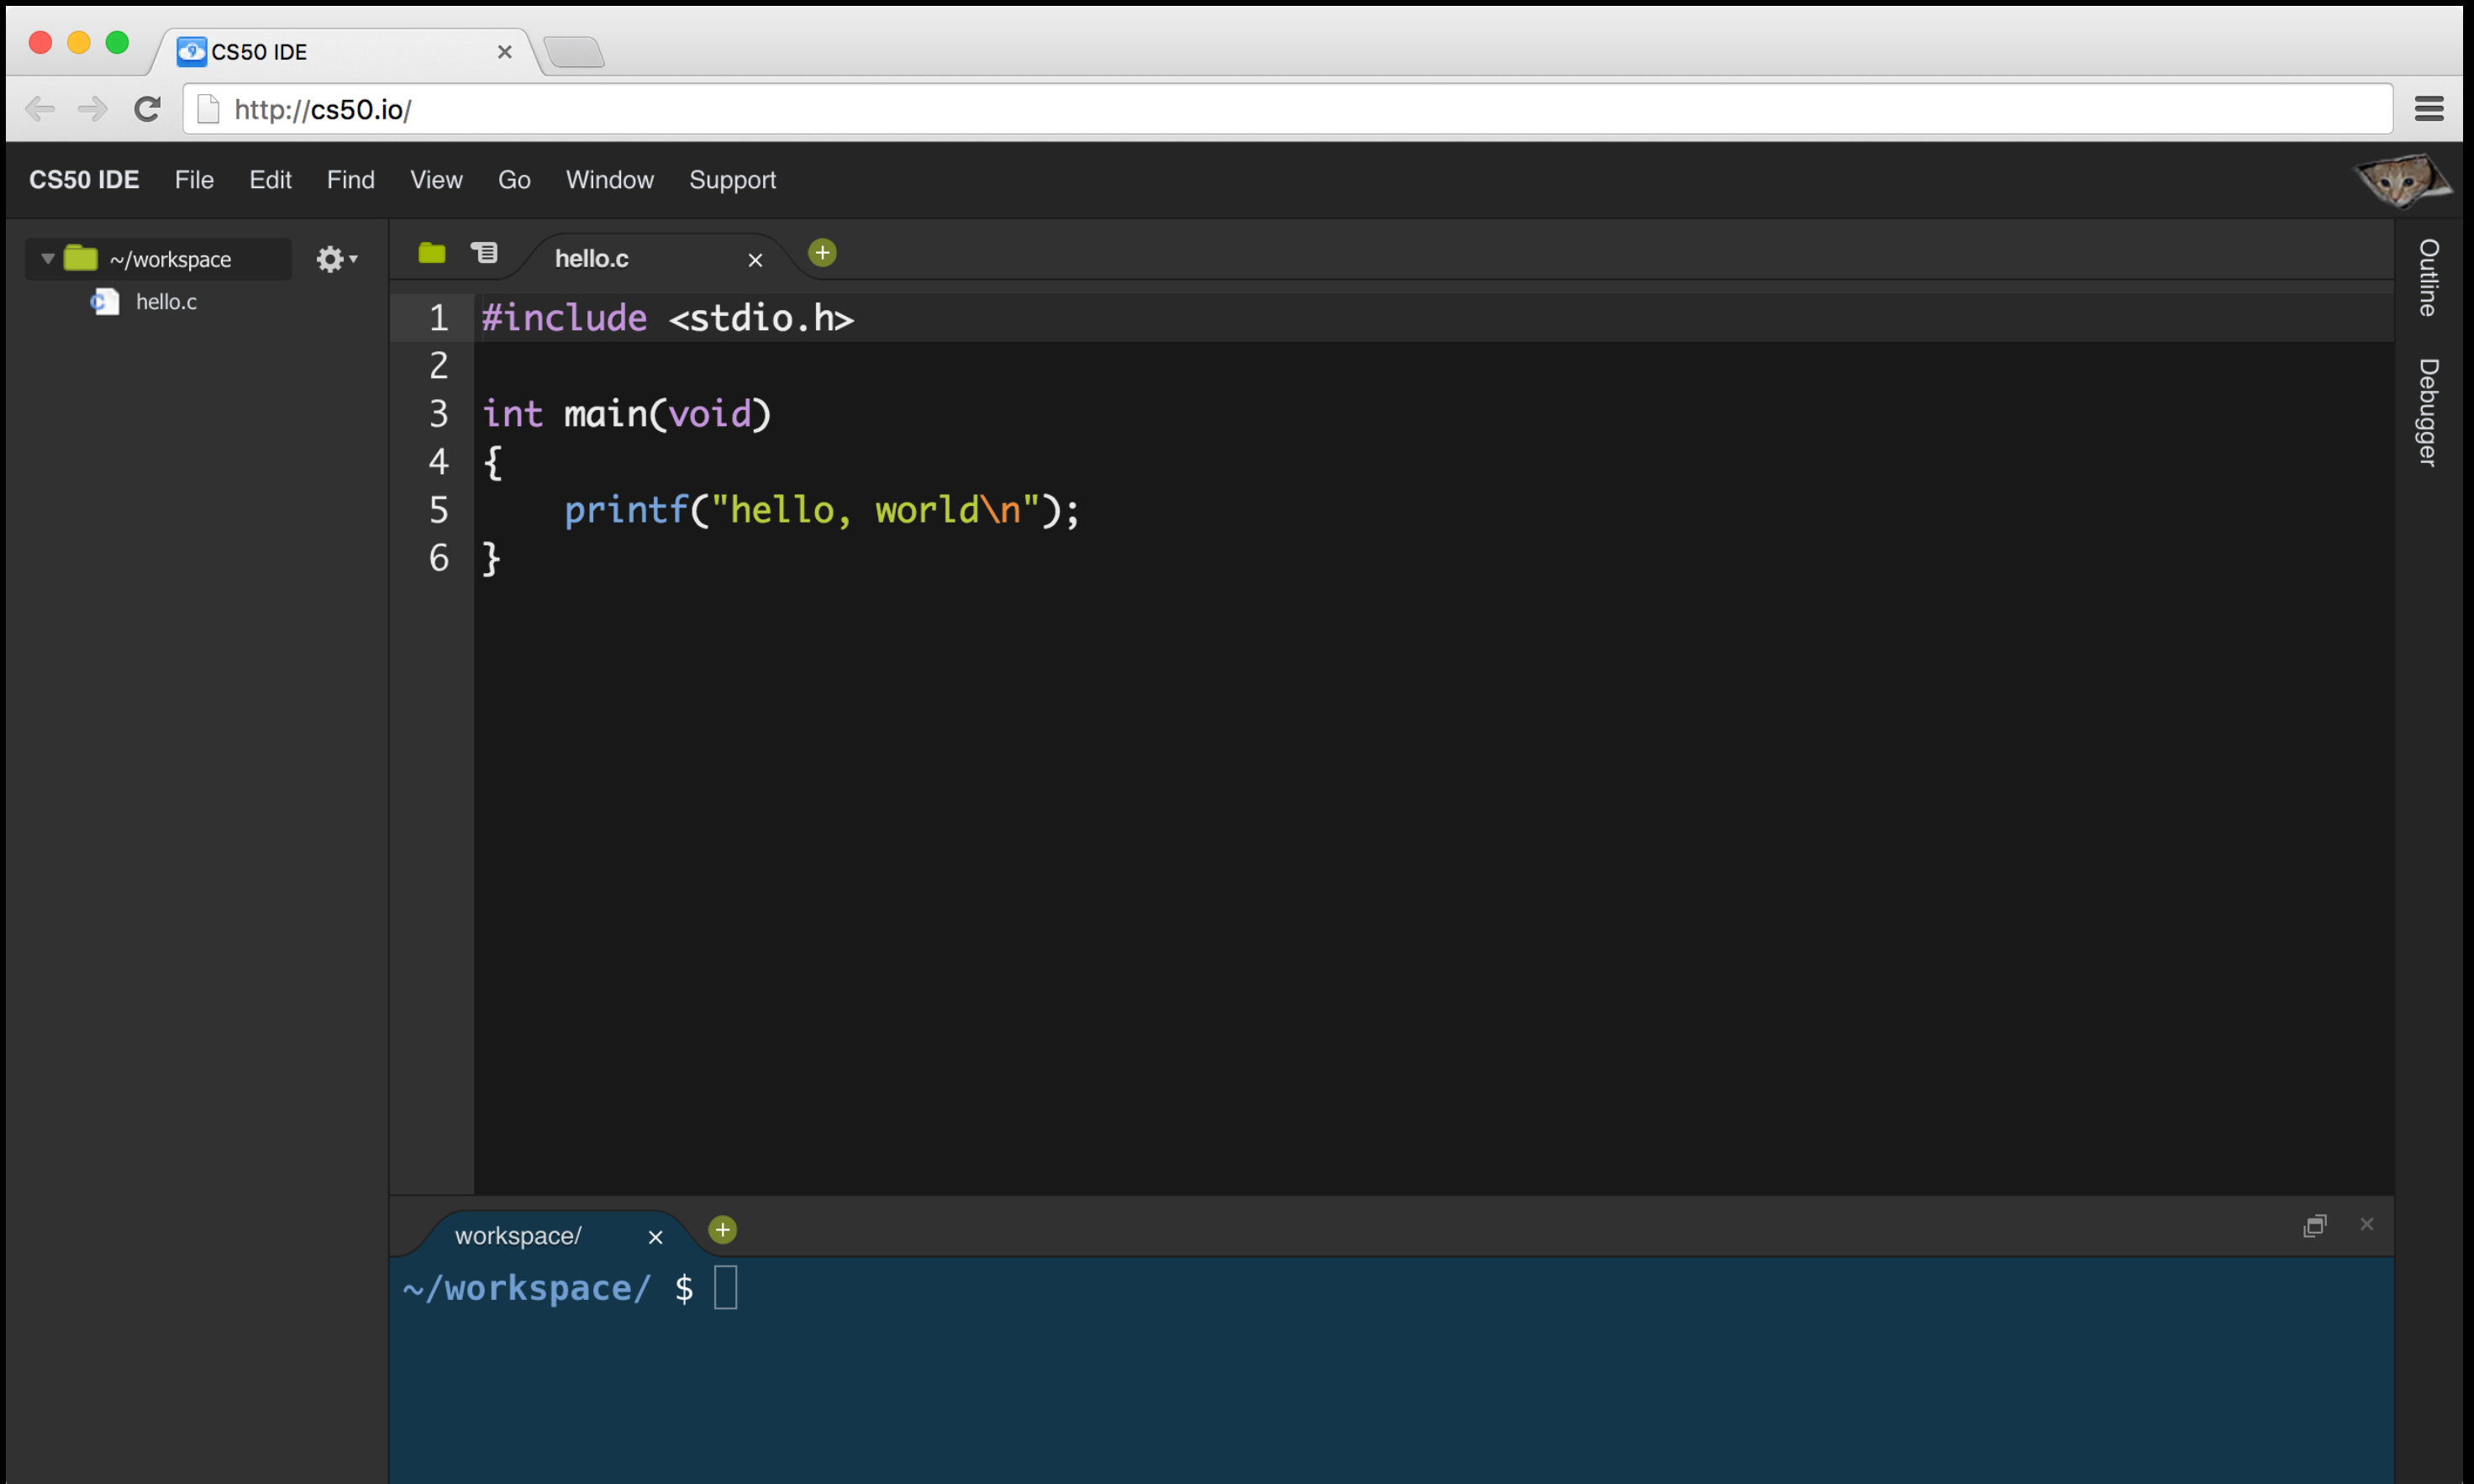 CS50 IDE
http://cs50.io/
CS50 IDE File Edit Find View Go Window Support
~/workspace
hello.c
hello.c
1 #include <stdio.h>
2
3 int main(void)
4 {
5     printf("hello, world\n");
6 }
Outline
Debugger
workspace/
~/workspace/ $